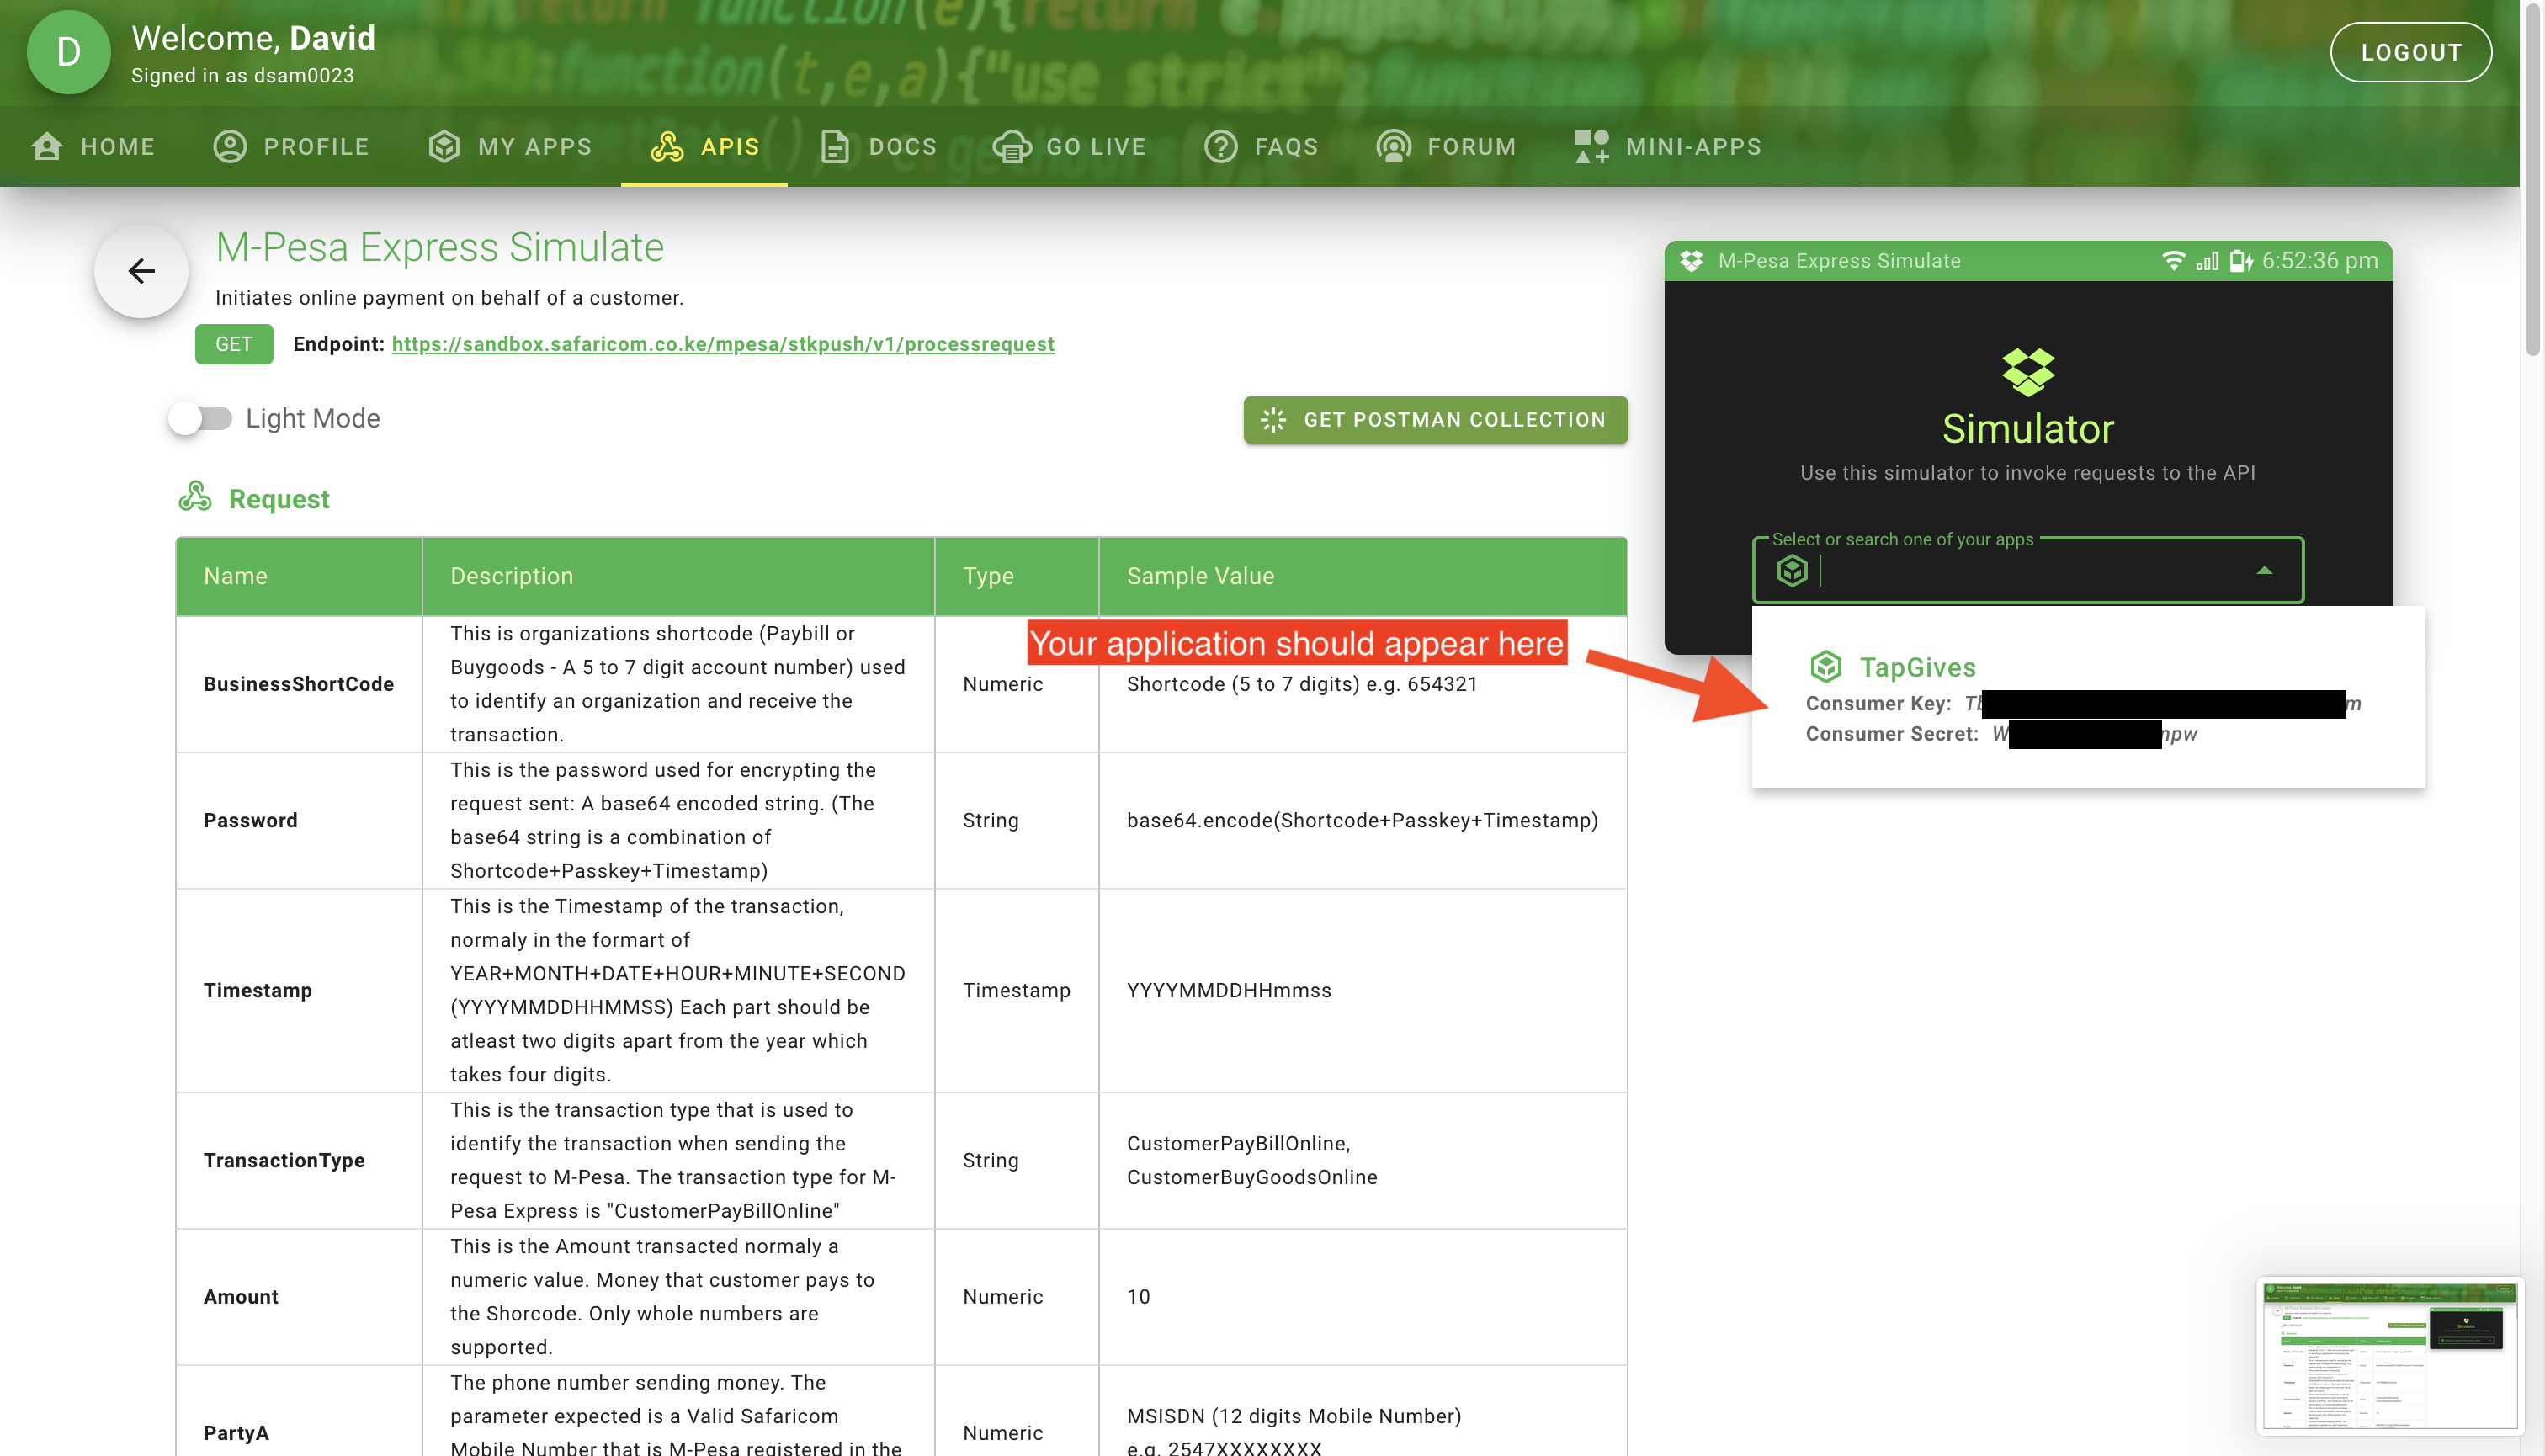 D
Welcome, David
Signed in as dsam0023
LOGOUT
HOME
PROFILE
MY APPS
APIS
DOCS
GO LIVE
FAQS
FORUM
MINI-APPS
M-Pesa Express Simulate
Initiates online payment on behalf of a customer.
GET Endpoint: https://sandbox.safaricom.co.ke/mpesa/stkpush/v1/processrequest
Light Mode
GET POSTMAN COLLECTION
Request
Name
Description
Type
Sample Value
BusinessShortCode
This is organizations shortcode (Paybill or
Buygoods - A 5 to 7 digit account number) used
to identify an organization and receive the
transaction.
Numeric
Shortcode (5 to 7 digits) e.g. 654321
Password
This is the password used for encrypting the
request sent: A base64 encoded string. (The
base64 string is a combination of
Shortcode+Passkey+Timestamp)
String
base64.encode(Shortcode+Passkey+Timestamp)
Timestamp
This is the Timestamp of the transaction,
normaly in the formart of
YEAR+MONTH+DATE+HOUR+MINUTE+SECOND
(YYYYMMDDHHMMSS) Each part should be
atleast two digits apart from the year which
takes four digits.
Timestamp
YYYYMMDDHHmmss
TransactionType
This is the transaction type that is used to
identify the transaction when sending the
request to M-Pesa. The transaction type for M-
Pesa Express is "CustomerPayBillOnline"
String
CustomerPayBillOnline,
CustomerBuyGoodsOnline
Amount
This is the Amount transacted normaly a
numeric value. Money that customer pays to
the Shorcode. Only whole numbers are
supported.
Numeric
10
PartyA
The phone number sending money. The
parameter expected is a Valid Safaricom
Mobile Number that is M-Pesa registered in the
Numeric
MSISDN (12 digits Mobile Number)
e.g. 2547XXXXXXXX
Your application should appear here
M-Pesa Express Simulate
6:52:36 pm
Simulator
Use this simulator to invoke requests to the API
Select or search one of your apps
TapGives
Consumer Key: m
Consumer Secret: W npw